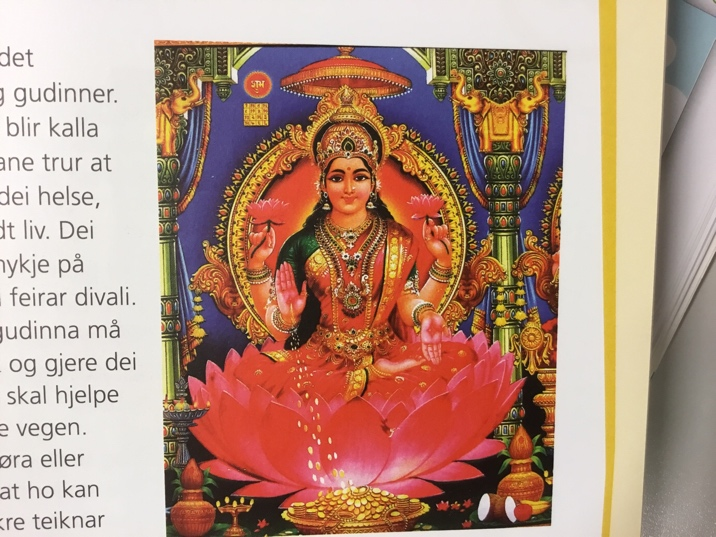 det
gudinner.
blir kalla
ane trur at
dei helse,
dt liv. Dei
mykje på
feirar divali.
gudinna må
og gjere dei
skal hjelpe
e vegen.
øra eller
at ho kan
kre teiknar
शुभ